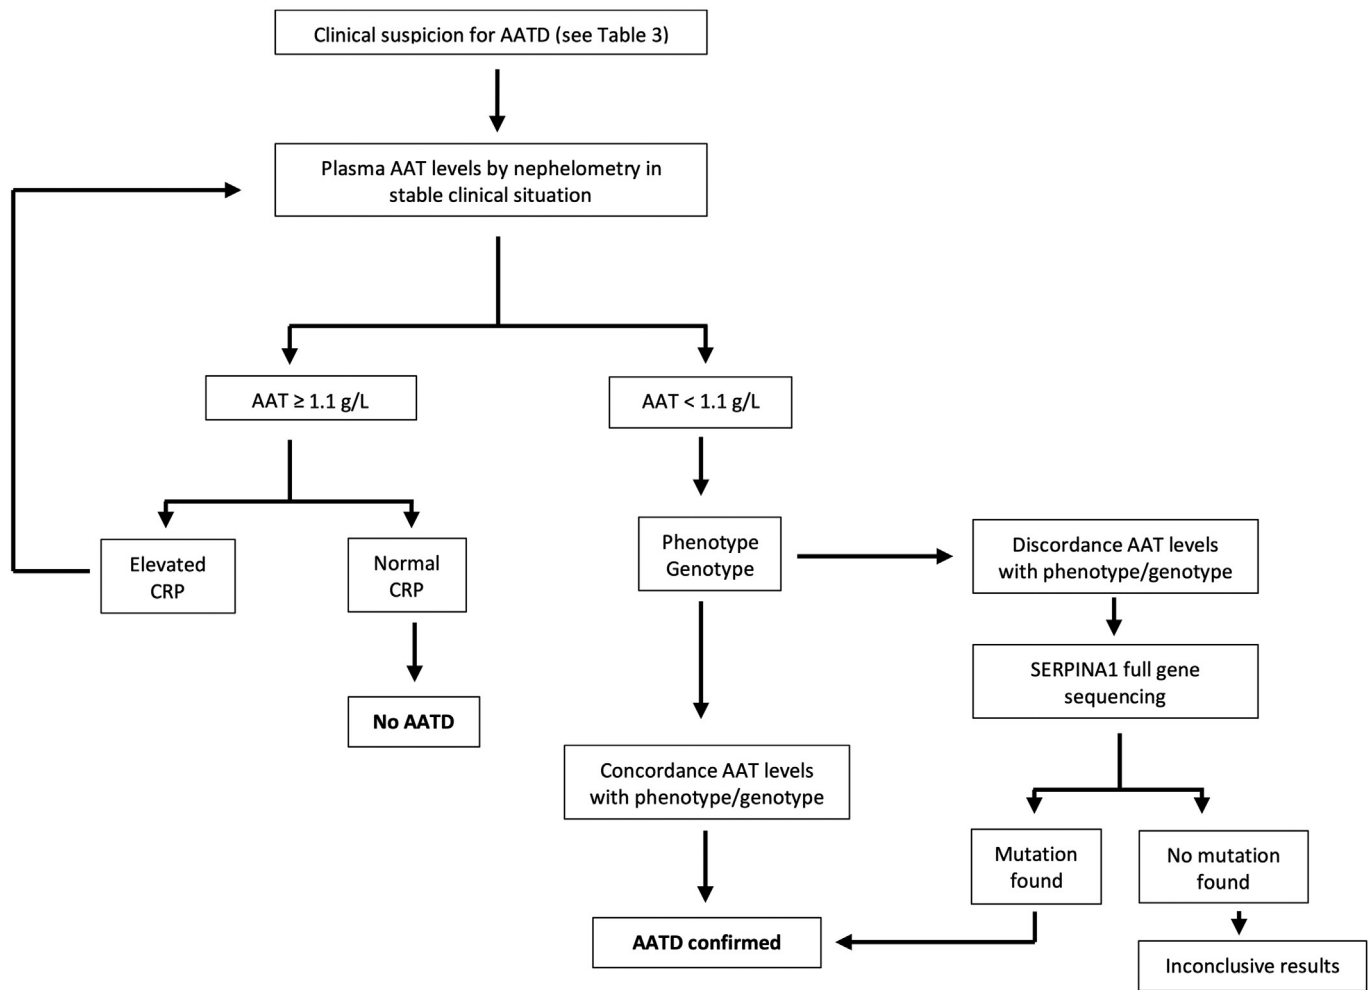 Clinical suspicion for AATD (see Table 3)
Plasma AAT levels by nephelometry in
stable clinical situation
AAT ≥ 1.1 g/L
AAT < 1.1 g/L
Elevated
CRP
Normal
CRP
No AATD
Phenotype
Genotype
Discordance AAT levels
with phenotype/genotype
SERPINA1 full gene
sequencing
Concordance AAT levels
with phenotype/genotype
Mutation
found
No mutation
found
AATD confirmed
Inconclusive results